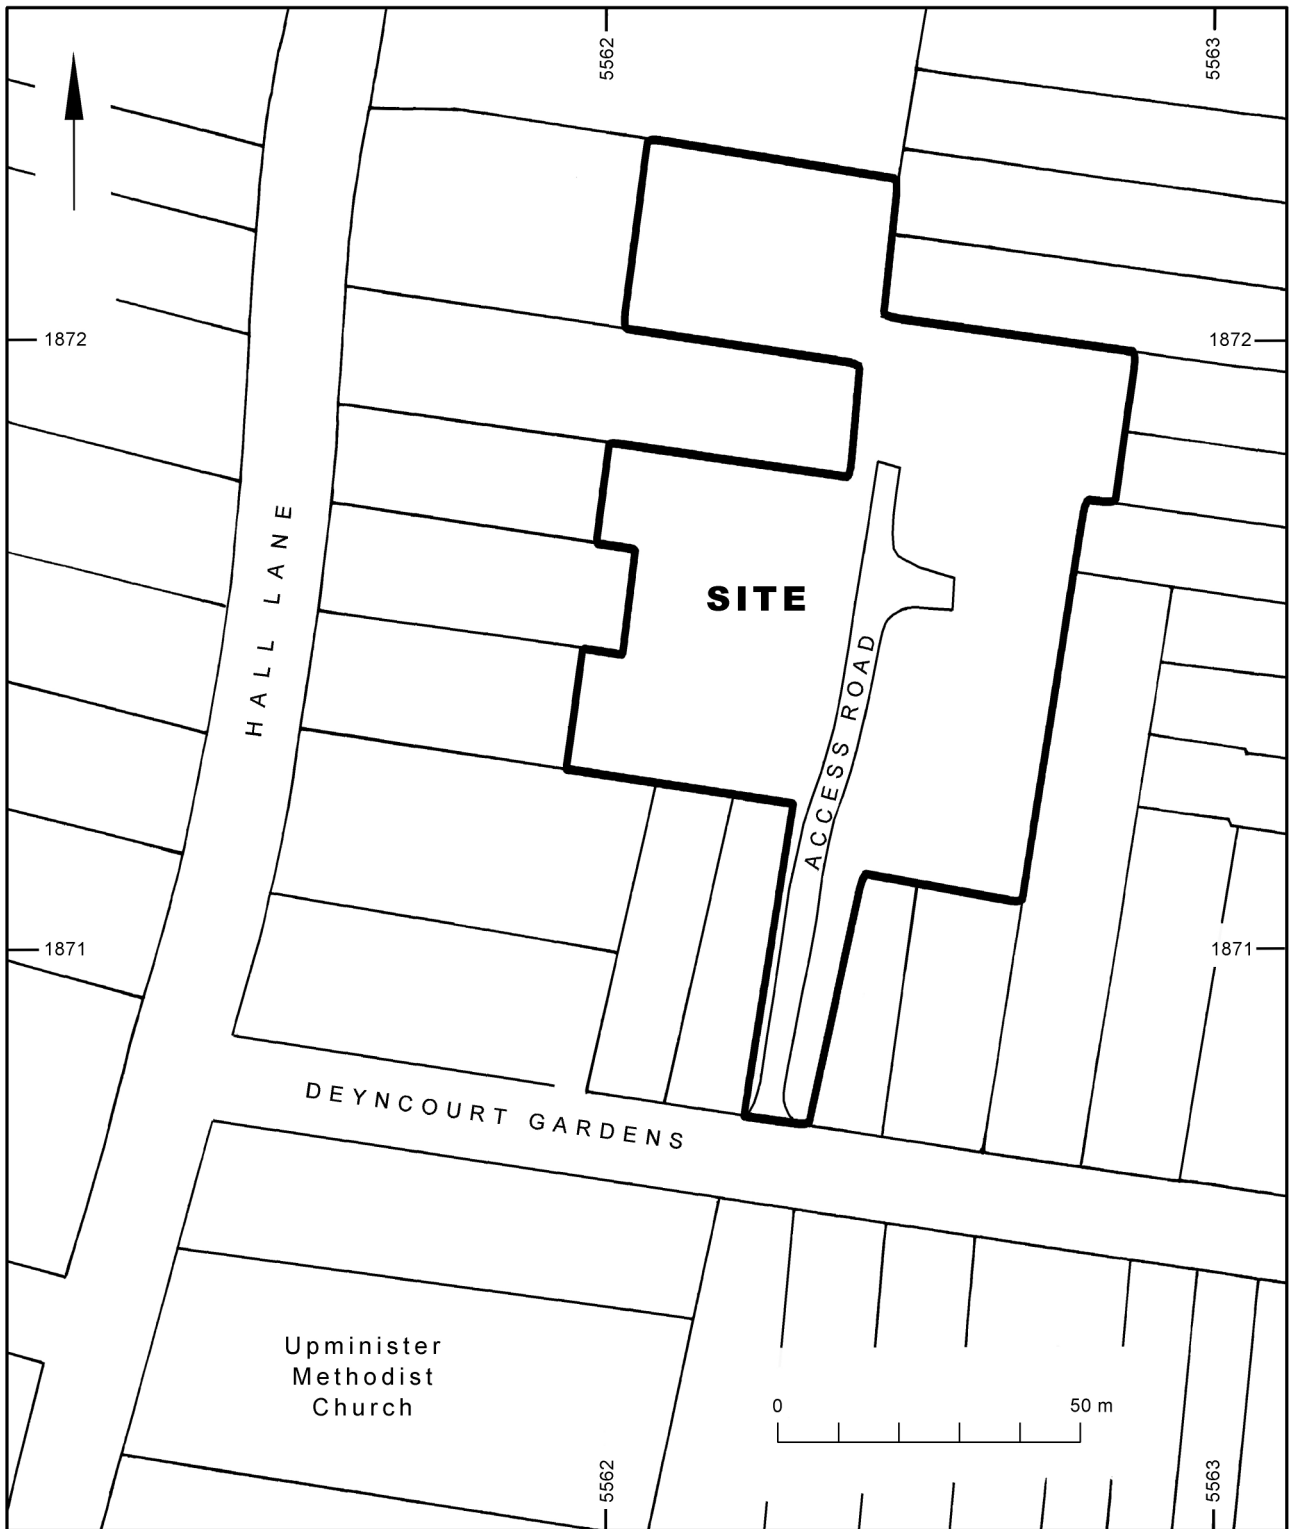 5562
5563
1872
1872
HALL LANE
SITE
ACCESS ROAD
1871
1871
DEYNCOURT GARDENS
Upminister
Methodist
Church
0 50 m
5562
5563